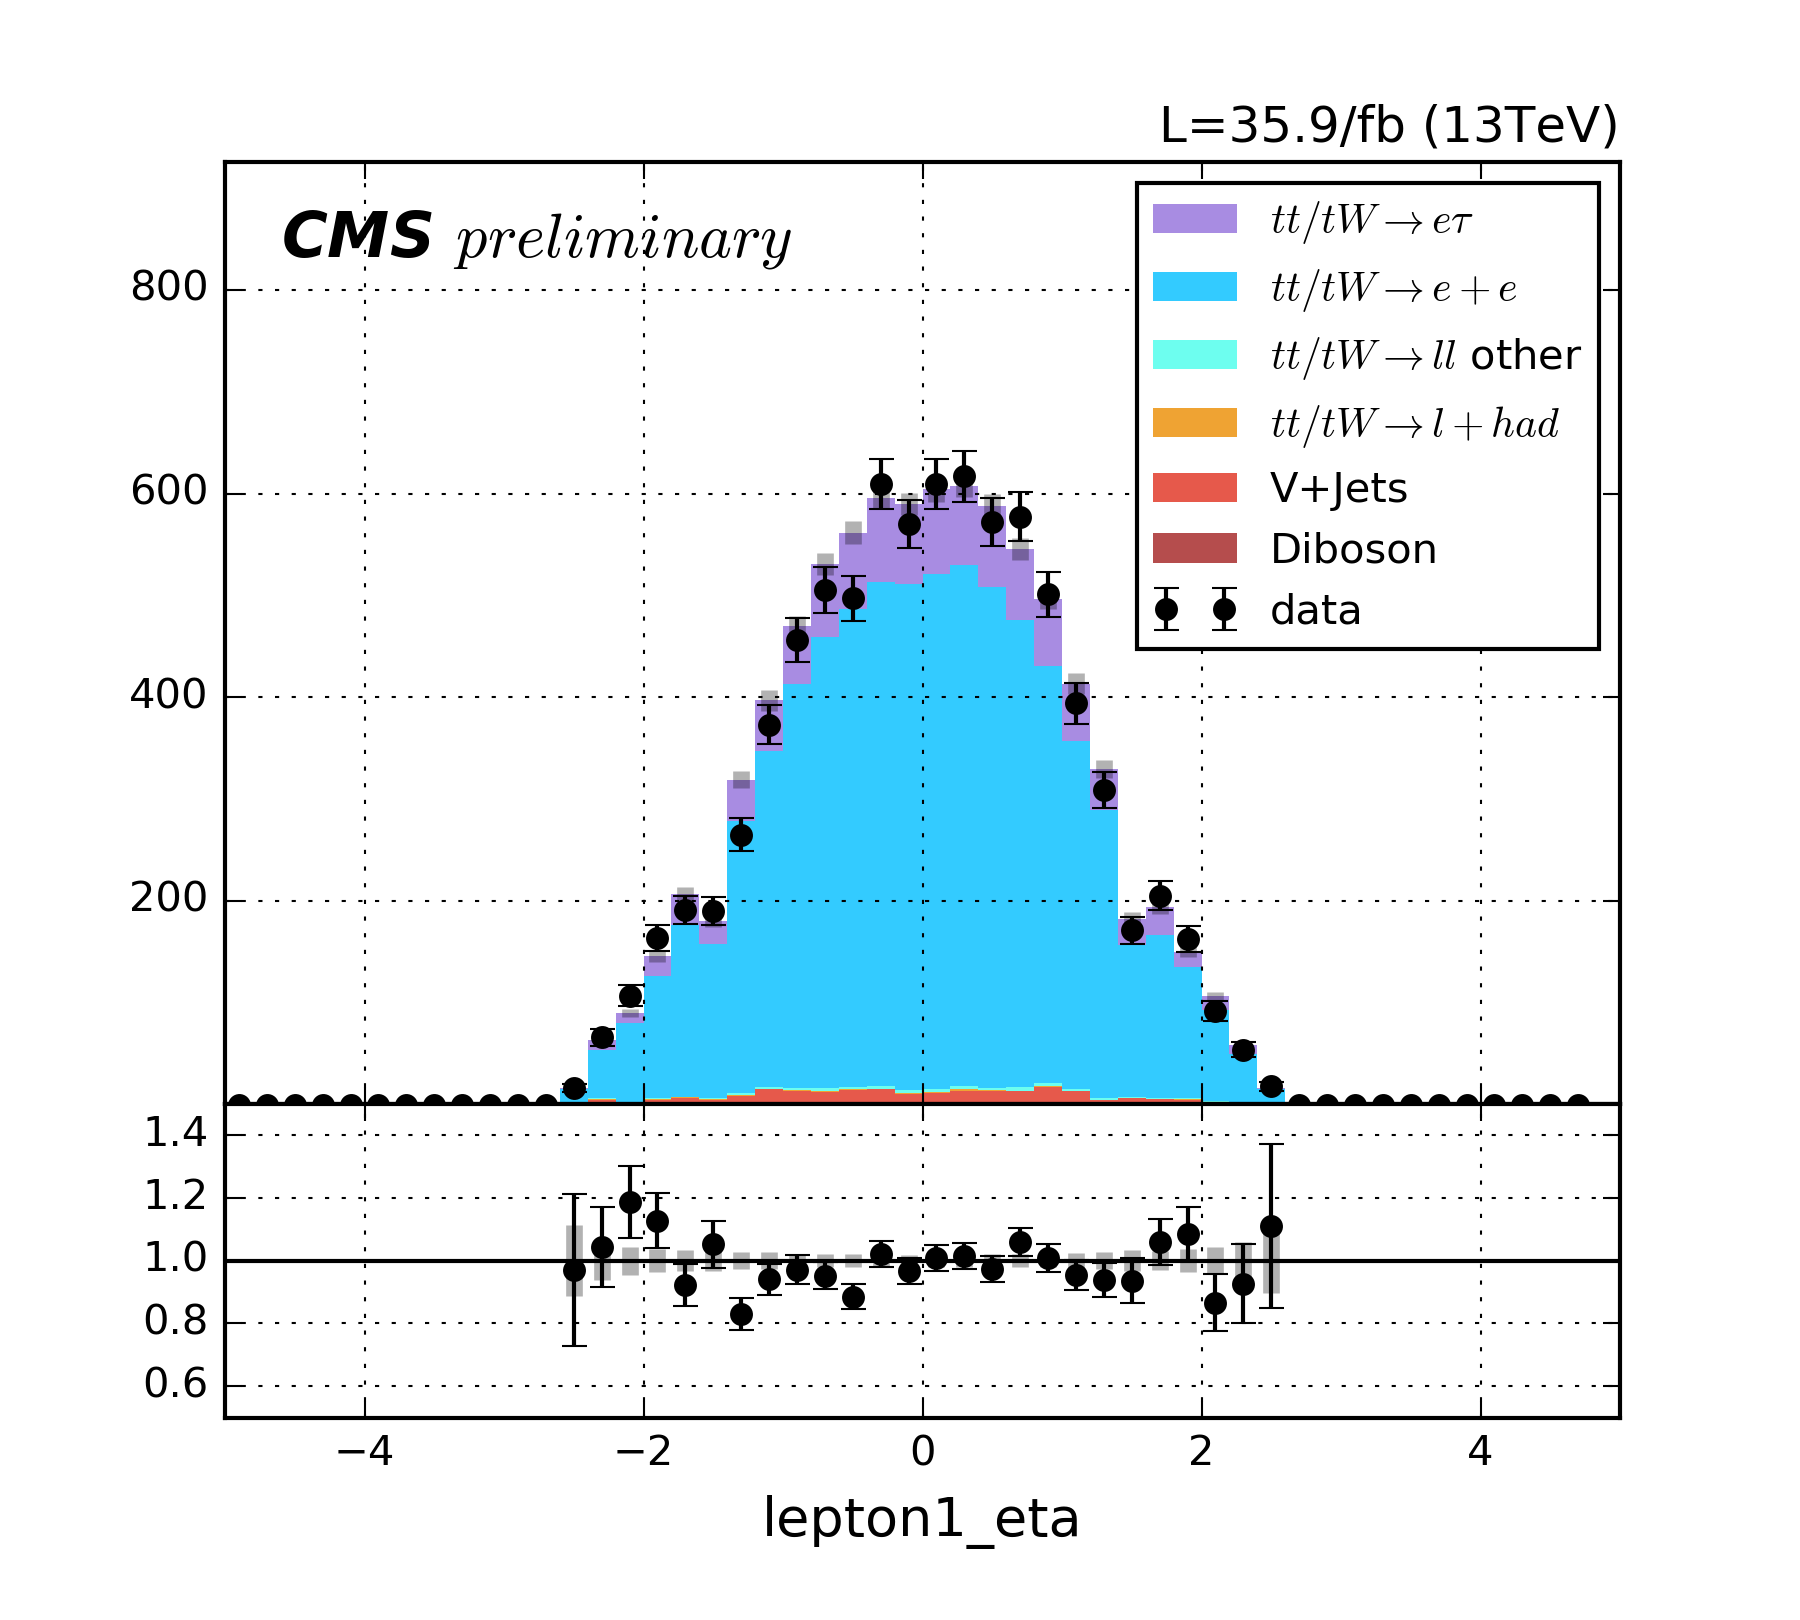 L=35.9/fb (13TeV)
CMS preliminary
tt/tW→eτ
tt/tW→e+e
tt/tW→ll other
tt/tW→l+had
V+Jets
Diboson
data
800
600
400
200
1.4
1.2
1.0
0.8
0.6
−4 −2 0 2 4
lepton1_eta